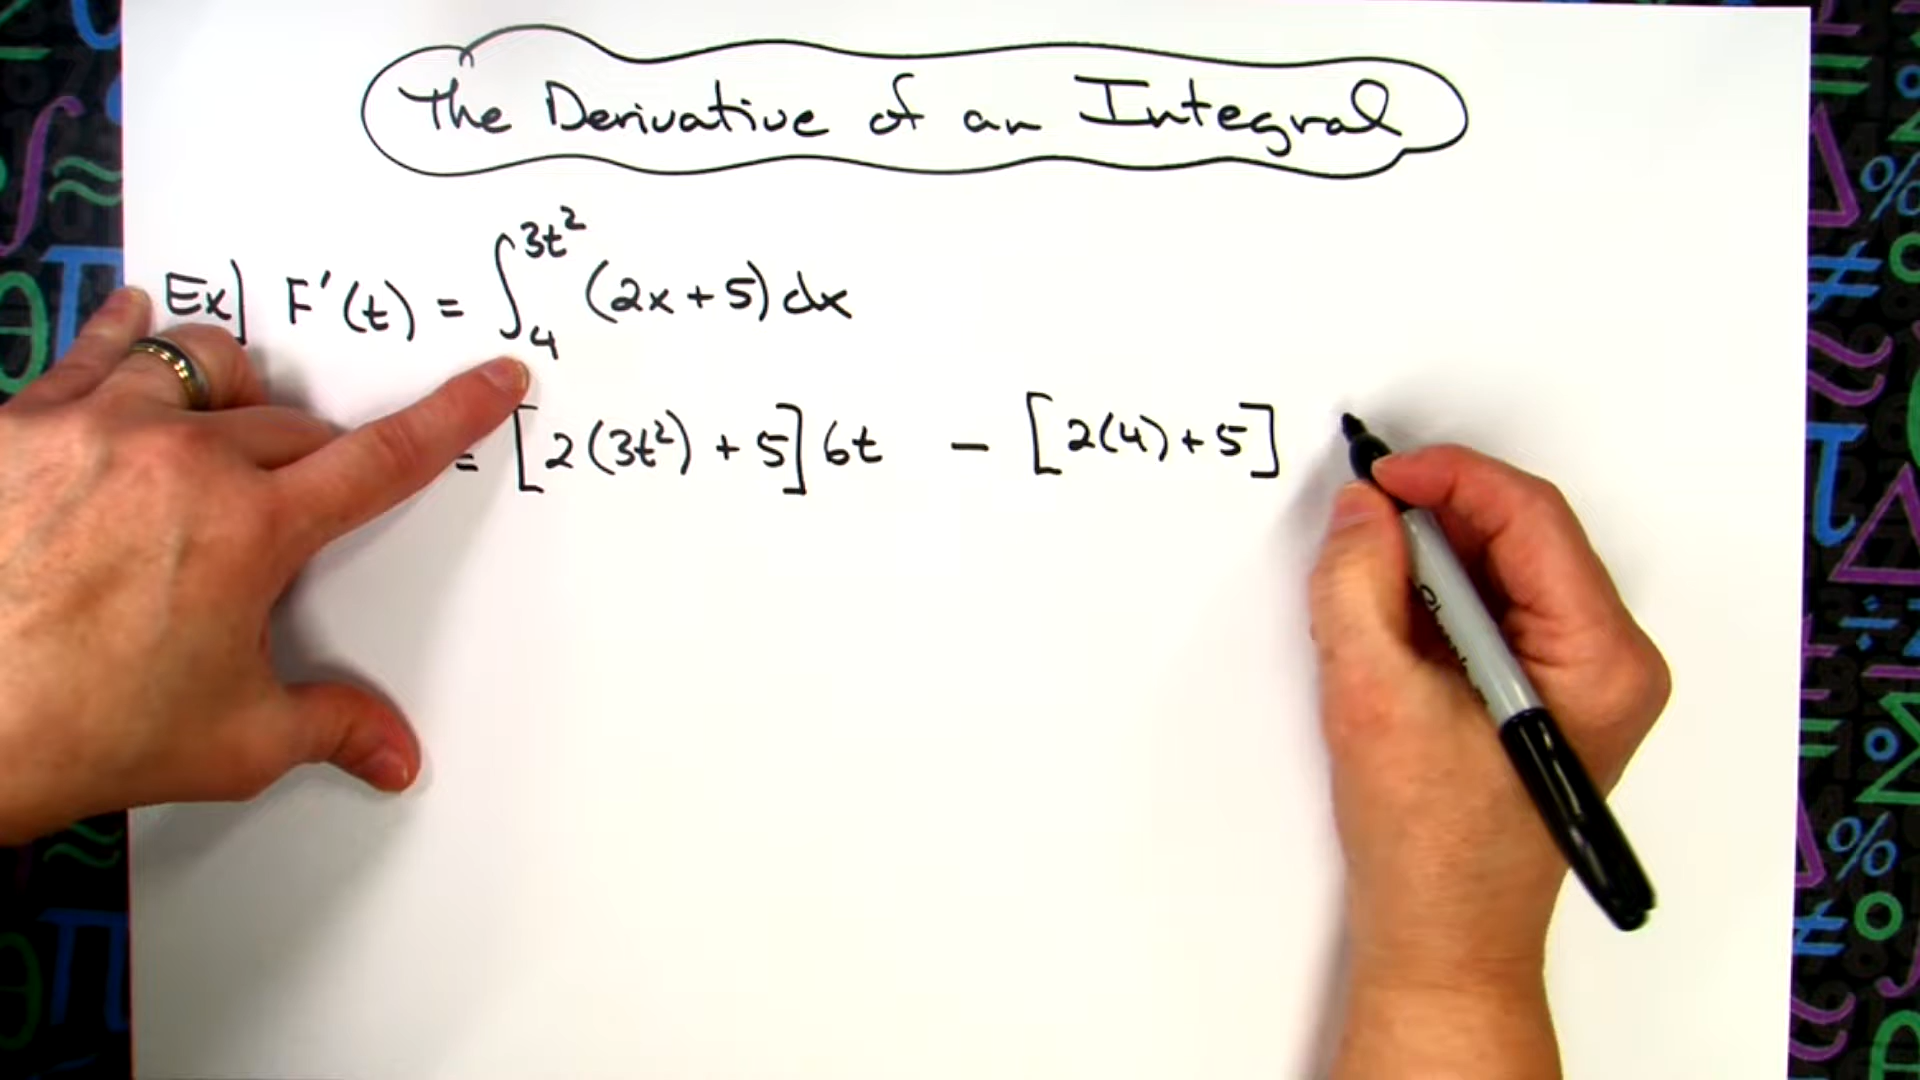 The Derivative of an Integral
Ex] F'(t) = ∫₄^{3t²} (2x + 5) dx
= [2(3t²) + 5] 6t − [2(4) + 5]